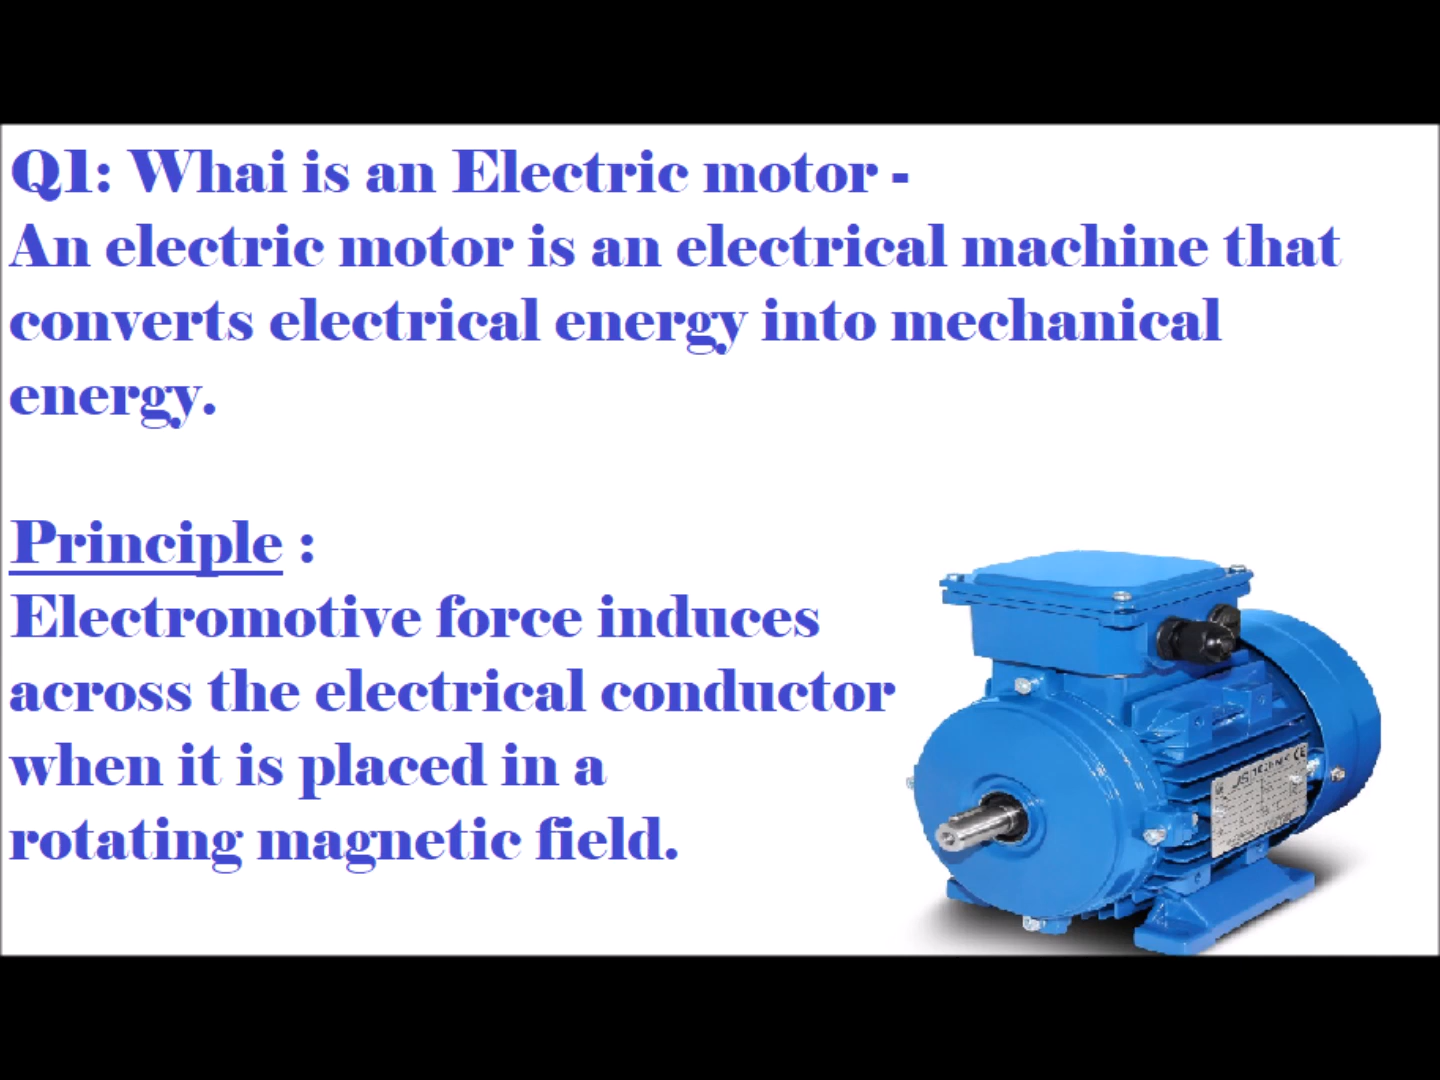 Q1: Whai is an Electric motor -
An electric motor is an electrical machine that
converts electrical energy into mechanical
energy.
Principle :
Electromotive force induces
across the electrical conductor
when it is placed in a
rotating magnetic field.
CE